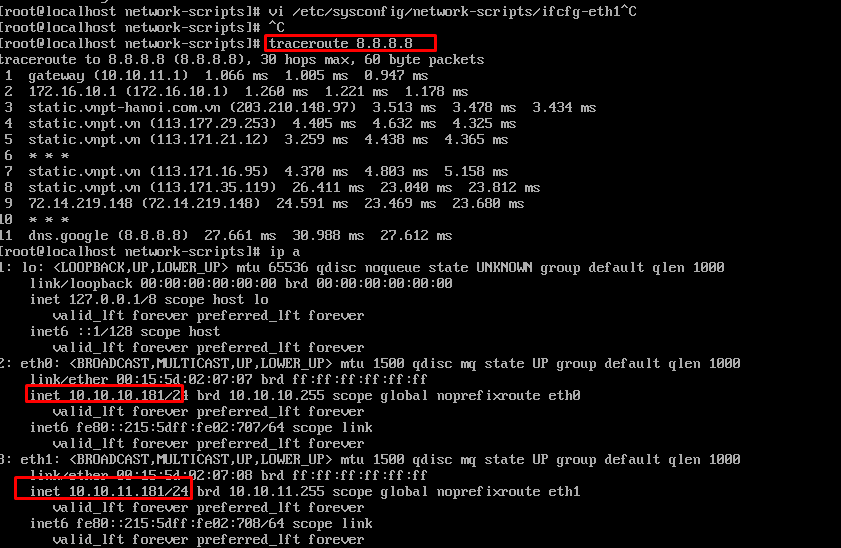 [root@localhost network-scripts]# vi /etc/sysconfig/network-scripts/ifcfg-eth1^C
[root@localhost network-scripts]# ^C
[root@localhost network-scripts]# traceroute 8.8.8.8
traceroute to 8.8.8.8 (8.8.8.8), 30 hops max, 60 byte packets
1 gateway (10.10.11.1) 1.066 ms 1.005 ms 0.947 ms
2 172.16.10.1 (172.16.10.1) 1.260 ms 1.221 ms 1.178 ms
3 static.vnpt-hanoi.com.vn (203.210.148.97) 3.513 ms 3.478 ms 3.434 ms
4 static.vnpt.vn (113.177.29.253) 4.405 ms 4.632 ms 4.325 ms
5 static.vnpt.vn (113.171.21.12) 3.259 ms 4.438 ms 4.365 ms
6 * * *
7 static.vnpt.vn (113.171.16.95) 4.370 ms 4.803 ms 5.158 ms
8 static.vnpt.vn (113.171.35.119) 26.411 ms 23.040 ms 23.812 ms
9 72.14.219.148 (72.14.219.148) 24.591 ms 23.469 ms 23.680 ms
10 * * *
11 dns.google (8.8.8.8) 27.661 ms 30.988 ms 27.612 ms
[root@localhost network-scripts]# ip a
1: lo: <LOOPBACK,UP,LOWER_UP> mtu 65536 qdisc noqueue state UNKNOWN group default qlen 1000
link/loopback 00:00:00:00:00:00 brd 00:00:00:00:00:00
inet 127.0.0.1/8 scope host lo
valid_lft forever preferred_lft forever
inet6 ::1/128 scope host
valid_lft forever preferred_lft forever
2: eth0: <BROADCAST,MULTICAST,UP,LOWER_UP> mtu 1500 qdisc mq state UP group default qlen 1000
link/ether 00:15:5d:02:07:07 brd ff:ff:ff:ff:ff:ff
inet 10.10.10.181/24 brd 10.10.10.255 scope global noprefixroute eth0
valid_lft forever preferred_lft forever
inet6 fe80::215:5dff:fe02:707/64 scope link
valid_lft forever preferred_lft forever
3: eth1: <BROADCAST,MULTICAST,UP,LOWER_UP> mtu 1500 qdisc mq state UP group default qlen 1000
link/ether 00:15:5d:02:07:08 brd ff:ff:ff:ff:ff:ff
inet 10.10.11.181/24 brd 10.10.11.255 scope global noprefixroute eth1
valid_lft forever preferred_lft forever
inet6 fe80::215:5dff:fe02:708/64 scope link
valid_lft forever preferred_lft forever